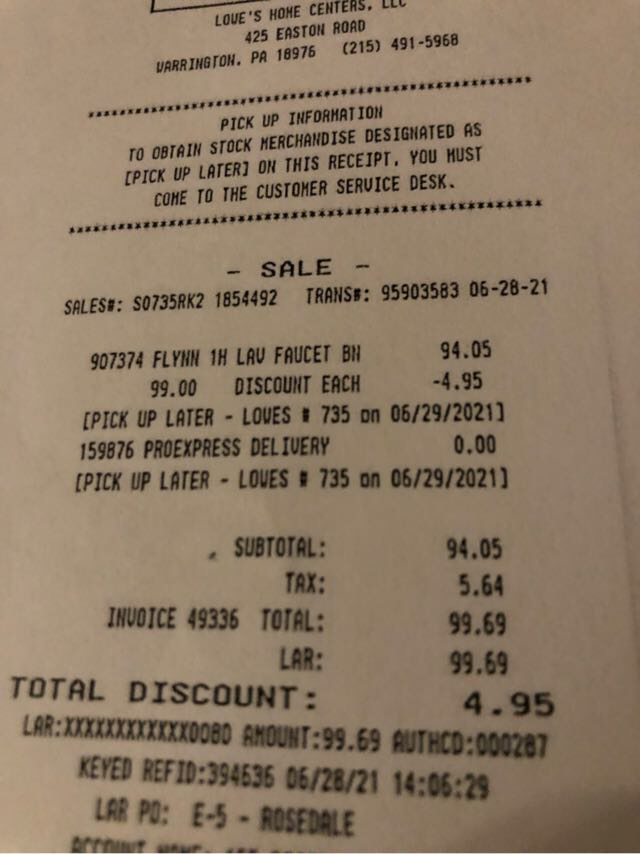 LOWE'S HOME CENTERS, LLC
425 EASTON ROAD
WARRINGTON, PA 18976 (215) 491-5968
****************************************************
PICK UP INFORMATION
TO OBTAIN STOCK MERCHANDISE DESIGNATED AS
[PICK UP LATER] ON THIS RECEIPT, YOU MUST
COME TO THE CUSTOMER SERVICE DESK.
****************************************************
- SALE -
SALES#: S0735RK2 1854492 TRANS#: 95903583 06-28-21
907374 FLYNN 1H LAV FAUCET BN 94.05
99.00 DISCOUNT EACH -4.95
[PICK UP LATER - LOWES # 735 on 06/29/2021]
159876 PROEXPRESS DELIVERY 0.00
[PICK UP LATER - LOWES # 735 on 06/29/2021]
SUBTOTAL: 94.05
TAX: 5.64
INVOICE 49336 TOTAL: 99.69
LAR: 99.69
TOTAL DISCOUNT: 4.95
LAR:XXXXXXXXXXXX0080 AMOUNT:99.69 AUTHCD:000287
KEYED REFID:394636 06/28/21 14:06:29
LAR PO: E-5 - ROSEDALE
ACCOUNT NAME: